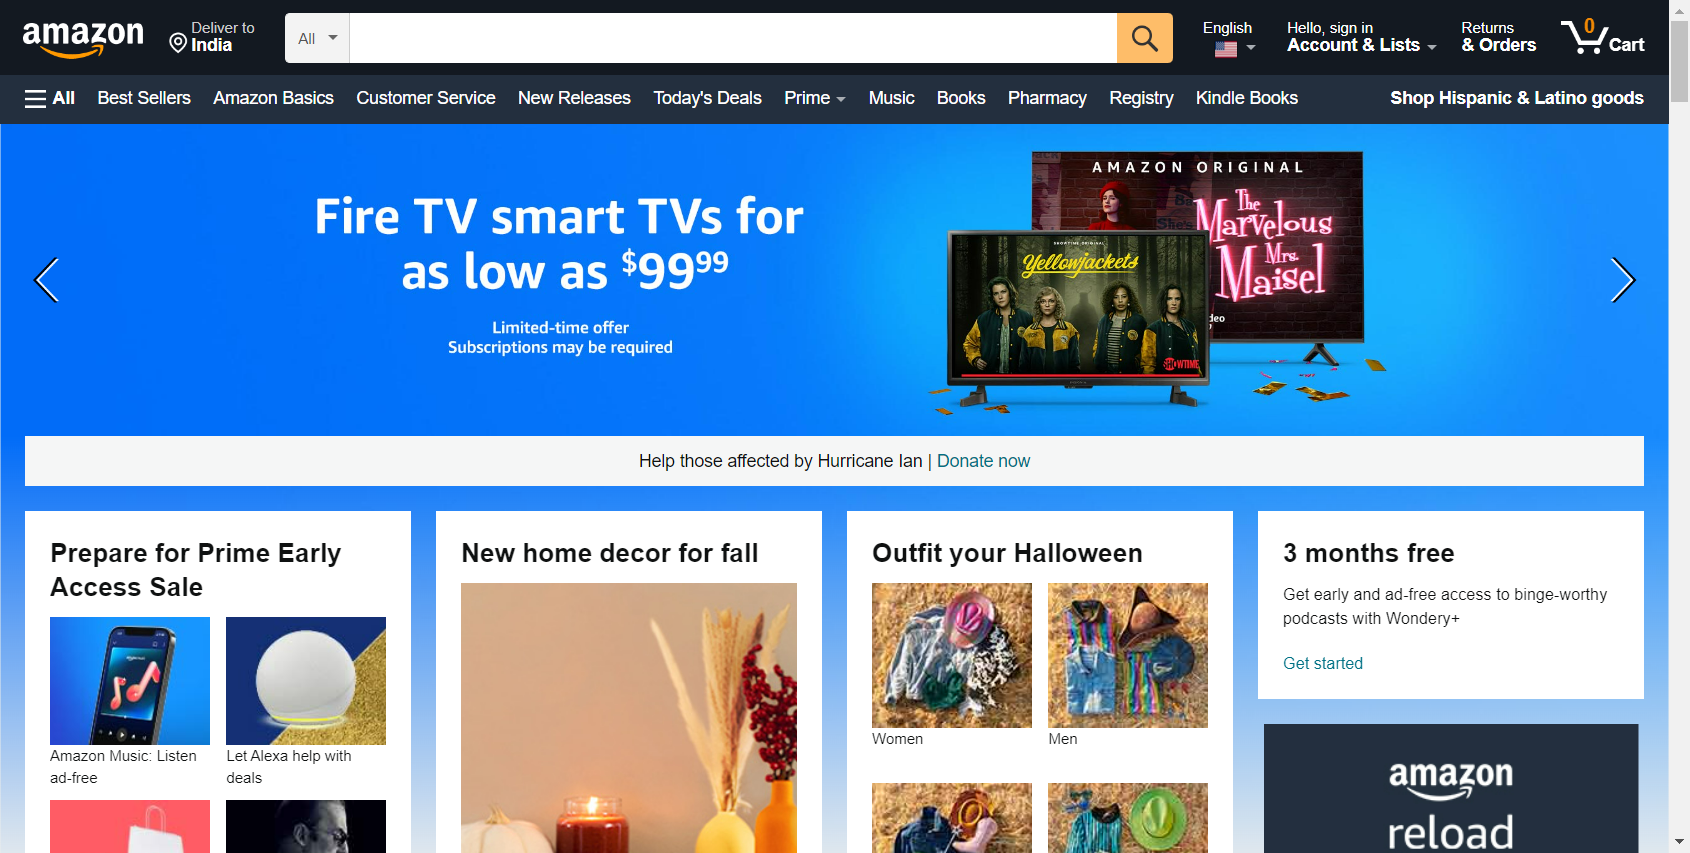 amazon
Deliver to
India
All
English
Hello, sign in
Account & Lists
Returns
& Orders
0
Cart
All
Best Sellers
Amazon Basics
Customer Service
New Releases
Today's Deals
Prime
Music
Books
Pharmacy
Registry
Kindle Books
Shop Hispanic & Latino goods
Fire TV smart TVs for
as low as $9999
Limited-time offer
Subscriptions may be required
AMAZON ORIGINAL
The
Marvelous
Mrs.
Maisel
SHOWTIME ORIGINAL
Yellowjackets
SHOWTIME
Help those affected by Hurricane Ian | Donate now
Prepare for Prime Early
Access Sale
Amazon Music: Listen
ad-free
Let Alexa help with
deals
New home decor for fall
Outfit your Halloween
Women
Men
3 months free
Get early and ad-free access to binge-worthy
podcasts with Wondery+
Get started
amazon
reload